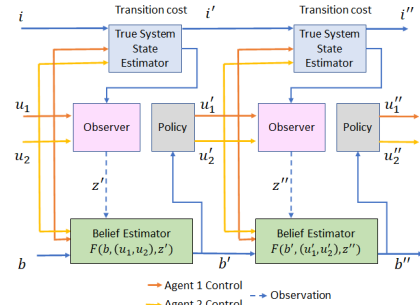 Transition cost
Transition cost
i
i′
i″
True System
State
Estimator
True System
State
Estimator
u₁
u₂
Observer
Policy
u′₁
u′₂
Observer
Policy
u″₁
u″₂
z′
z″
Belief Estimator
F(b, (u₁, u₂), z′)
Belief Estimator
F(b′, (u′₁, u′₂), z″)
b
b′
b″
Agent 1 Control
Observation
Agent 2 Control